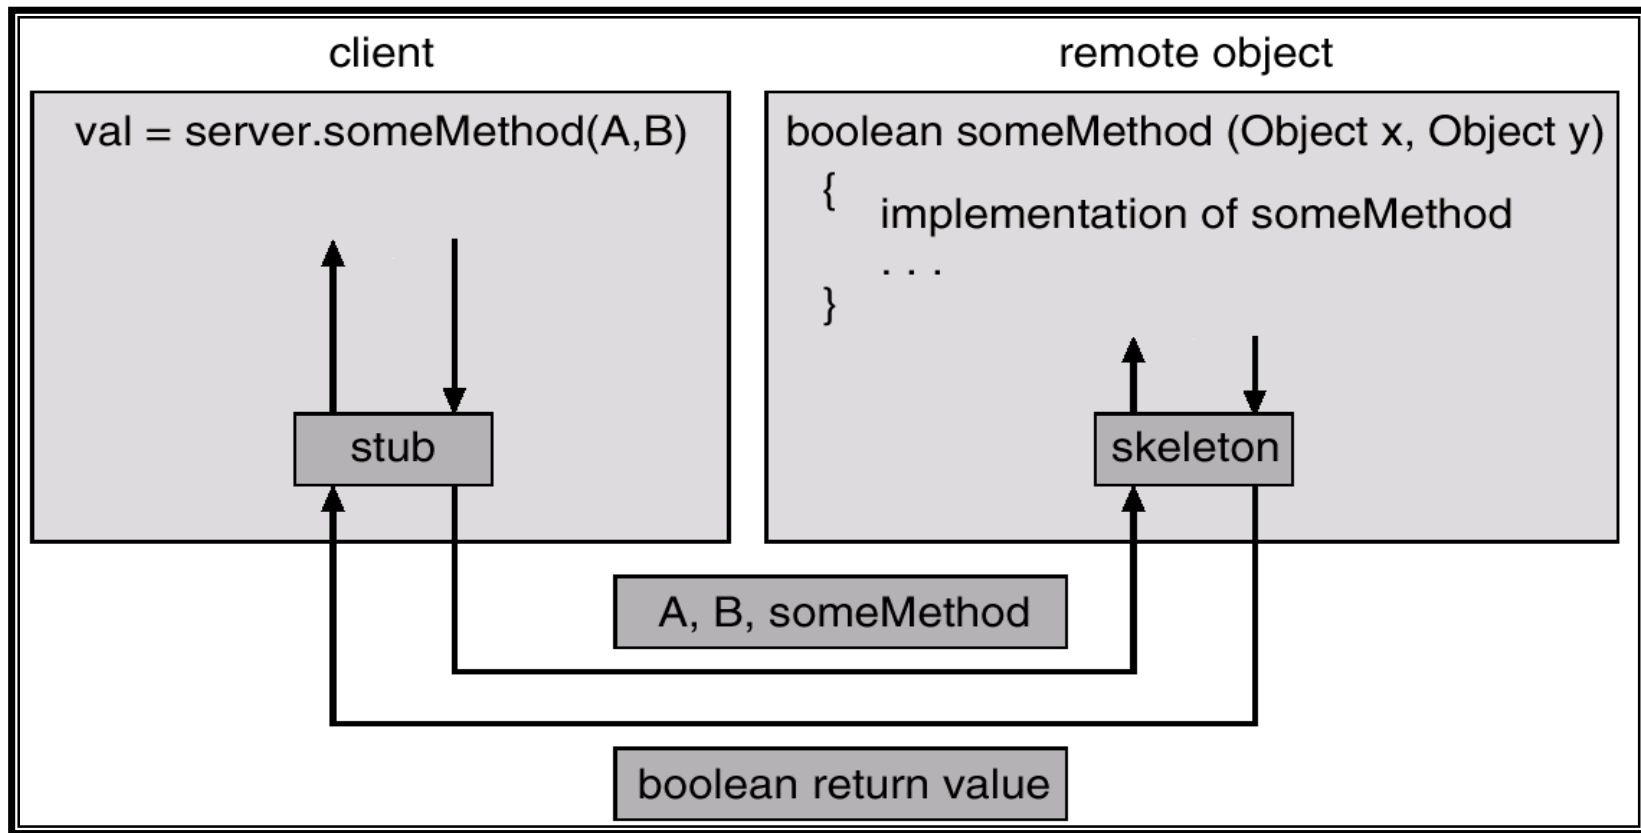 client
val = server.someMethod(A,B)
stub
remote object
boolean someMethod (Object x, Object y)
{
implementation of someMethod
. . .
}
skeleton
A, B, someMethod
boolean return value